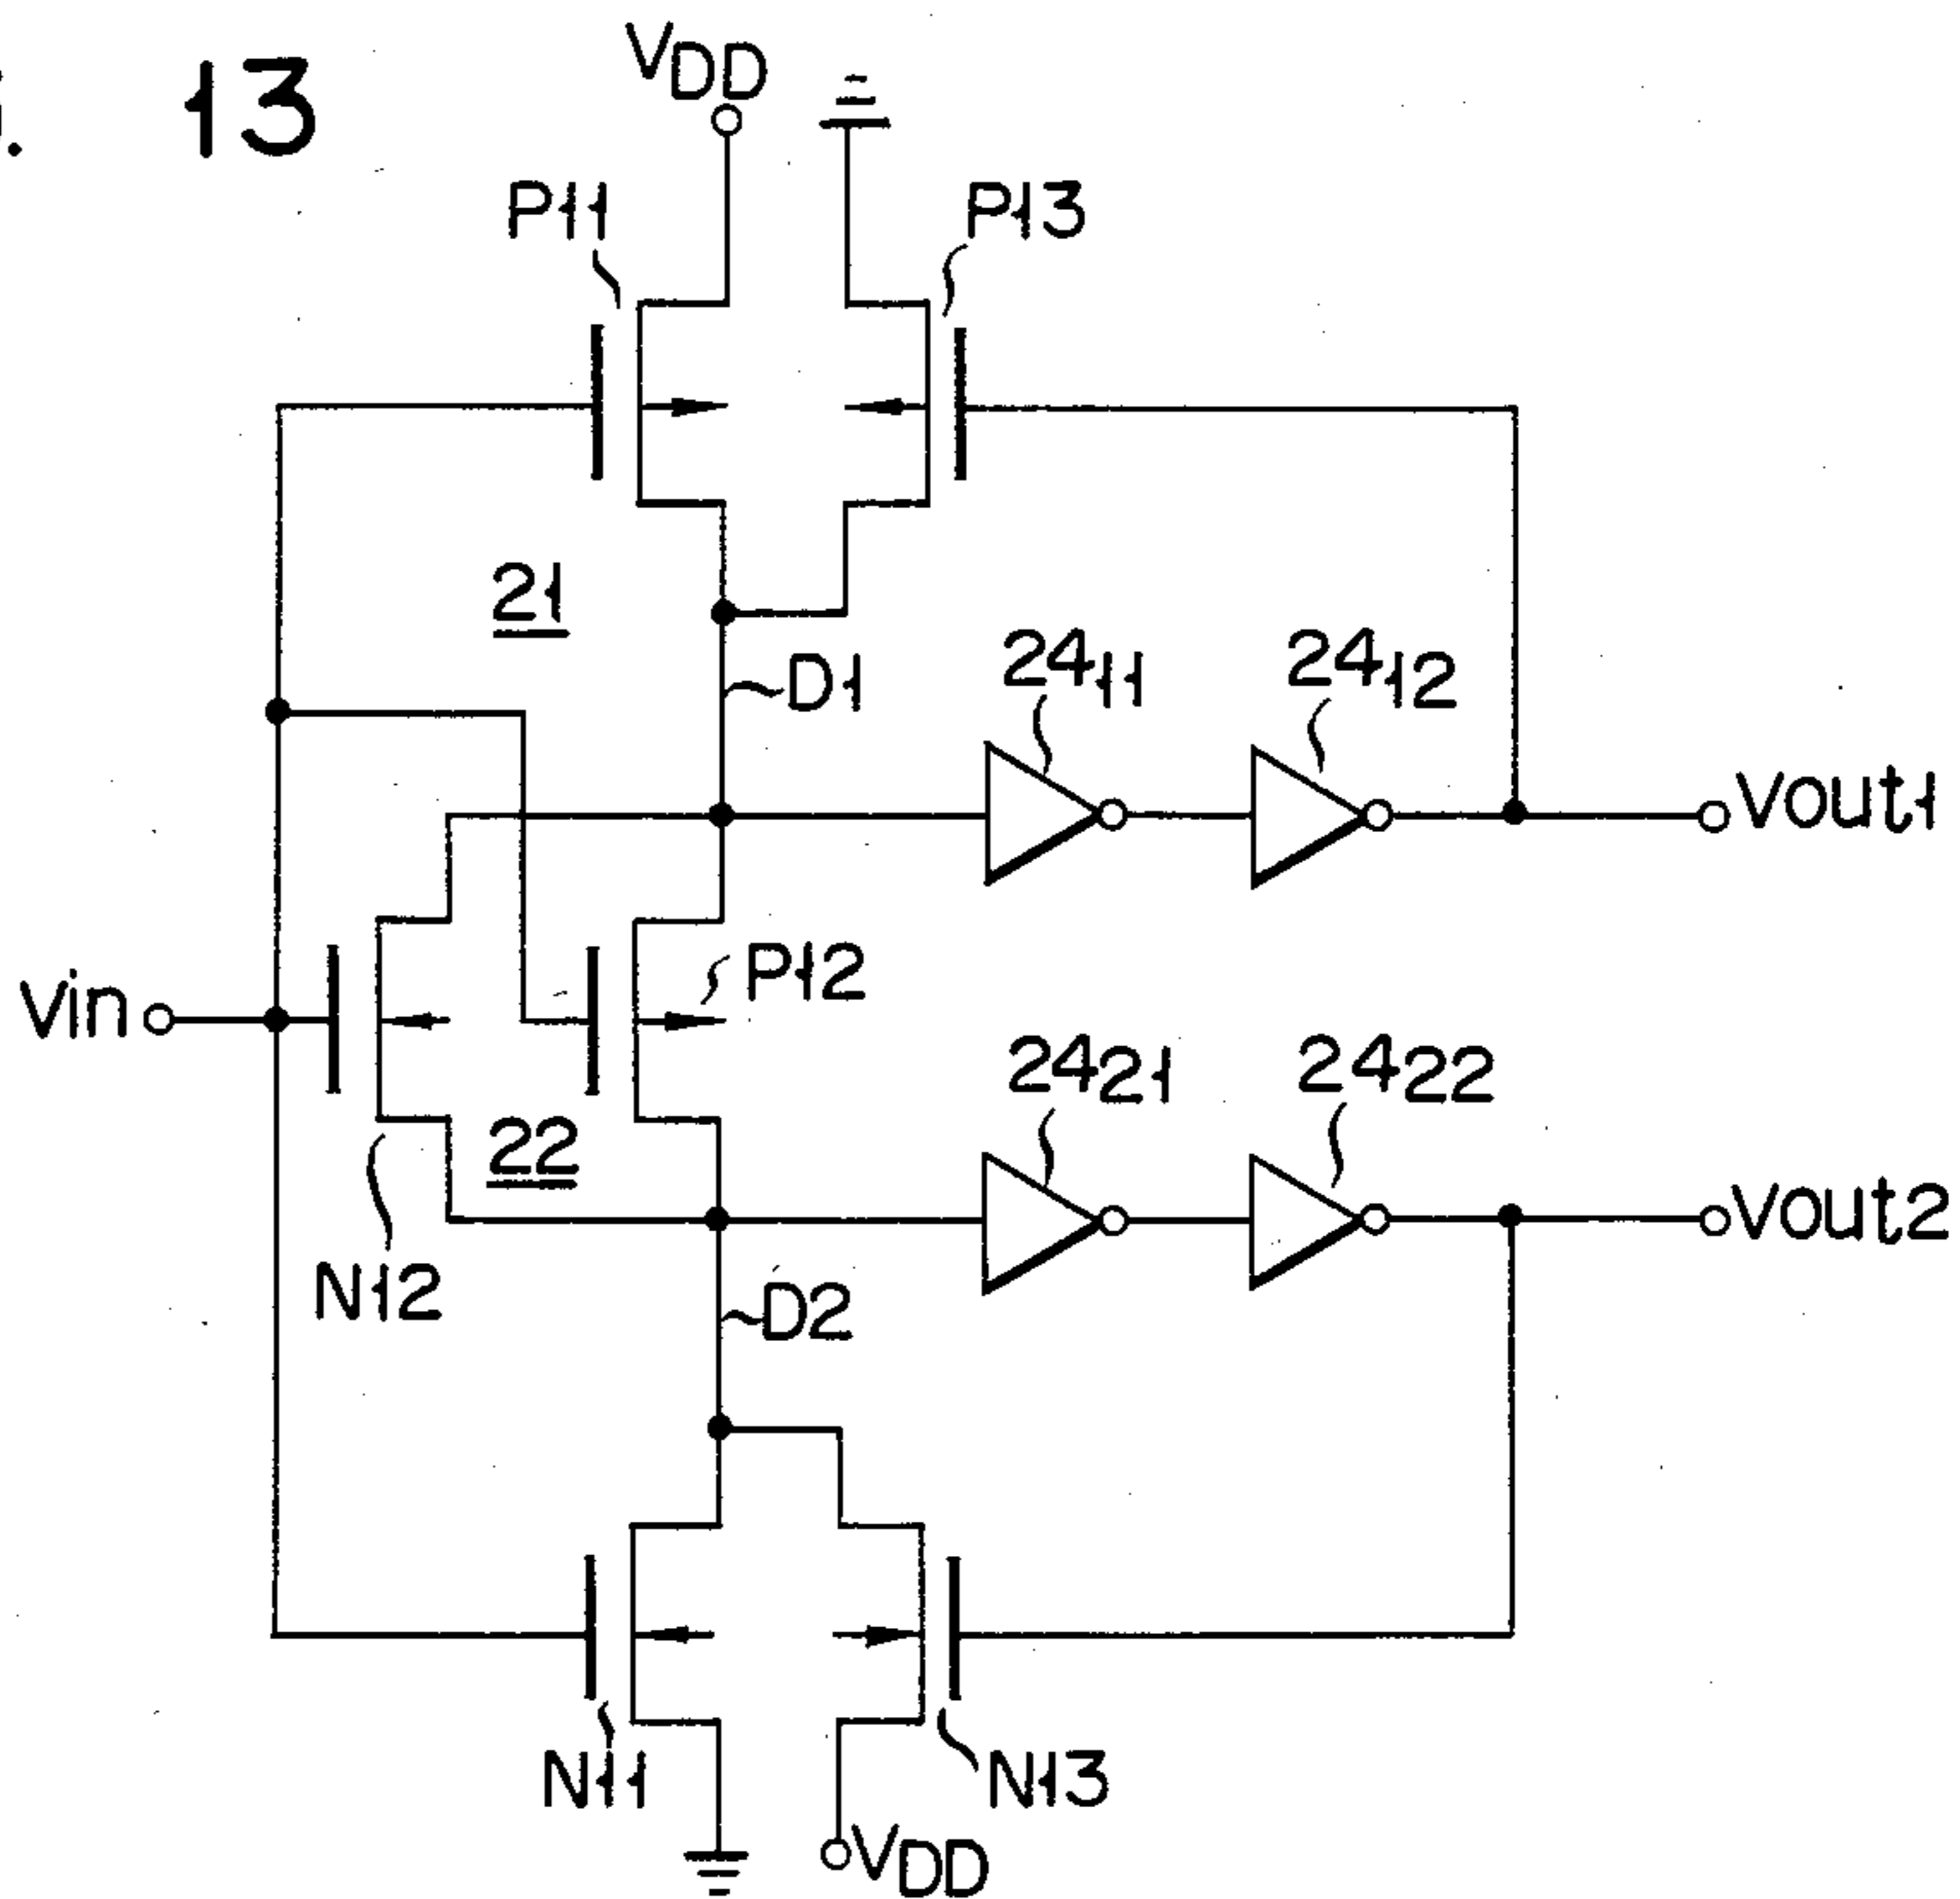 . 13
VDD
P11
P13
21
D1
24₁₁
24₁₂
Vout1
Vin
P12
24₂₁
24₂₂
22
Vout2
N12
D2
N11
N13
VDD